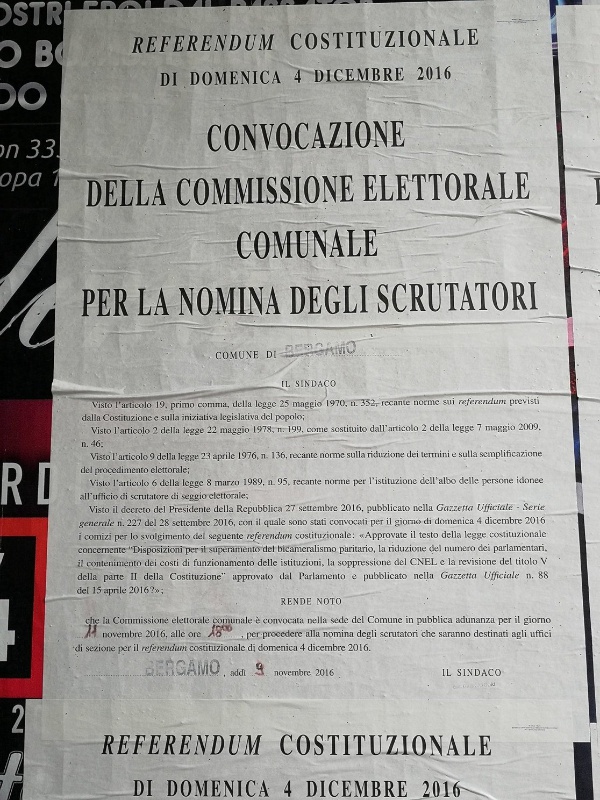 REFERENDUM COSTITUZIONALE
DI DOMENICA 4 DICEMBRE 2016
CONVOCAZIONE
DELLA COMMISSIONE ELETTORALE
COMUNALE
PER LA NOMINA DEGLI SCRUTATORI
COMUNE DI BERGAMO
IL SINDACO
Visto l'articolo 19, primo comma, della legge 25 maggio 1970, n. 352, recante norme sui referendum previsti
dalla Costituzione e sulla iniziativa legislativa del popolo;
Visto l'articolo 2 della legge 22 maggio 1978, n. 199, come sostituito dall'articolo 2 della legge 7 maggio 2009,
n. 46;
Visto l'articolo 9 della legge 23 aprile 1976, n. 136, recante norme sulla riduzione dei termini e sulla semplificazione
del procedimento elettorale;
Visto l'articolo 6 della legge 8 marzo 1989, n. 95, recante norme per l'istituzione dell'albo delle persone idonee
all'ufficio di scrutatore di seggio elettorale;
Visto il decreto del Presidente della Repubblica 27 settembre 2016, pubblicato nella Gazzetta Ufficiale - Serie
generale n. 227 del 28 settembre 2016, con il quale sono stati convocati per il giorno di domenica 4 dicembre 2016
i comizi per lo svolgimento del seguente referendum costituzionale: «Approvate il testo della legge costituzionale
concernente "Disposizioni per il superamento del bicameralismo paritario, la riduzione del numero dei parlamentari,
il contenimento dei costi di funzionamento delle istituzioni, la soppressione del CNEL e la revisione del titolo V
della parte II della Costituzione" approvato dal Parlamento e pubblicato nella Gazzetta Ufficiale n. 88
del 15 aprile 2016?»;
RENDE NOTO
che la Commissione elettorale comunale è convocata nella sede del Comune in pubblica adunanza per il giorno
11 novembre 2016, alle ore 18⁰⁰, per procedere alla nomina degli scrutatori che saranno destinati agli uffici
di sezione per il referendum costituzionale di domenica 4 dicembre 2016.
BERGAMO, addì 9 novembre 2016 IL SINDACO
REFERENDUM COSTITUZIONALE
DI DOMENICA 4 DICEMBRE 2016